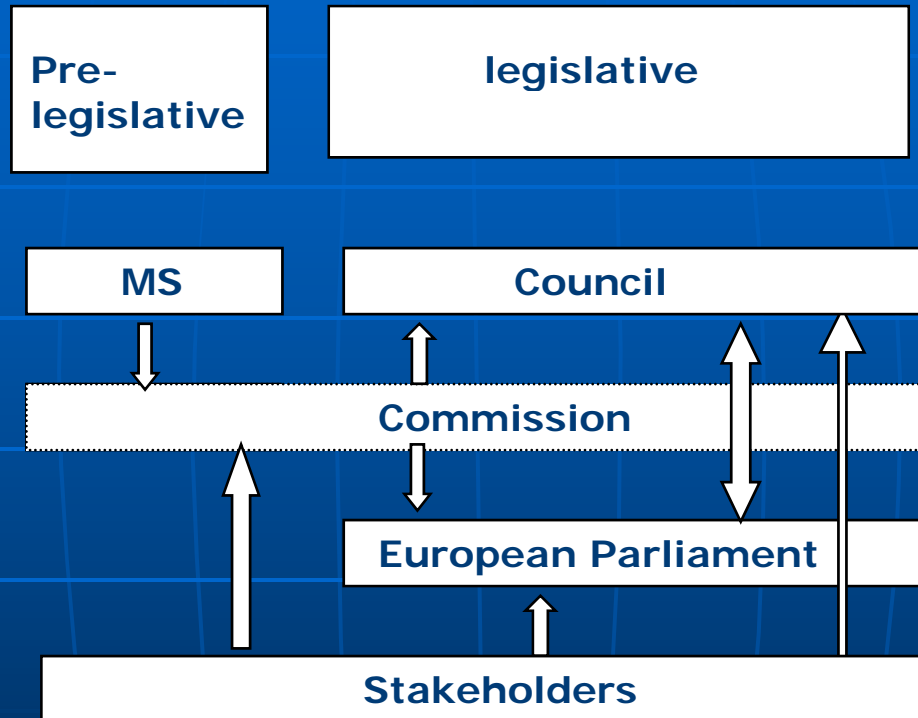 Pre-
legislative
legislative
MS
Council
Commission
European Parliament
Stakeholders